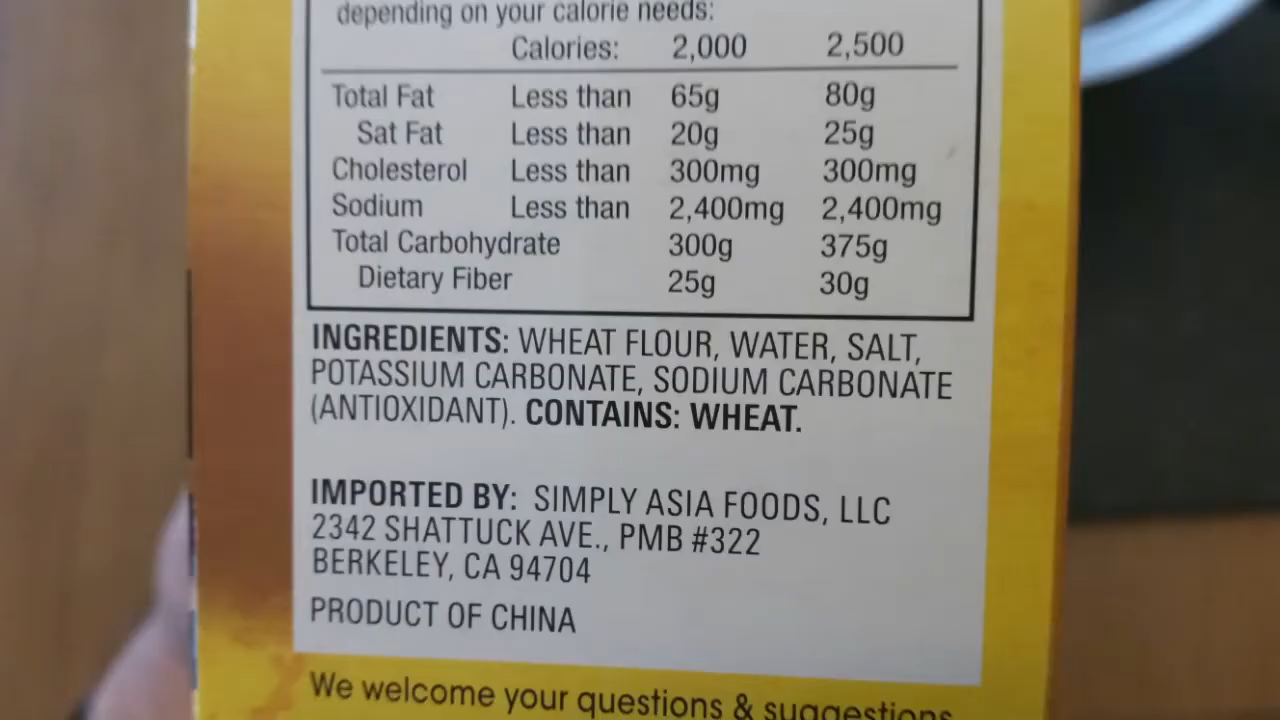 depending on your calorie needs:
Calories: 2,000 2,500
Total Fat Less than 65g 80g
Sat Fat Less than 20g 25g
Cholesterol Less than 300mg 300mg
Sodium Less than 2,400mg 2,400mg
Total Carbohydrate 300g 375g
Dietary Fiber 25g 30g
INGREDIENTS: WHEAT FLOUR, WATER, SALT,
POTASSIUM CARBONATE, SODIUM CARBONATE
(ANTIOXIDANT). CONTAINS: WHEAT.
IMPORTED BY: SIMPLY ASIA FOODS, LLC
2342 SHATTUCK AVE., PMB #322
BERKELEY, CA 94704
PRODUCT OF CHINA
We welcome your questions & suggestions